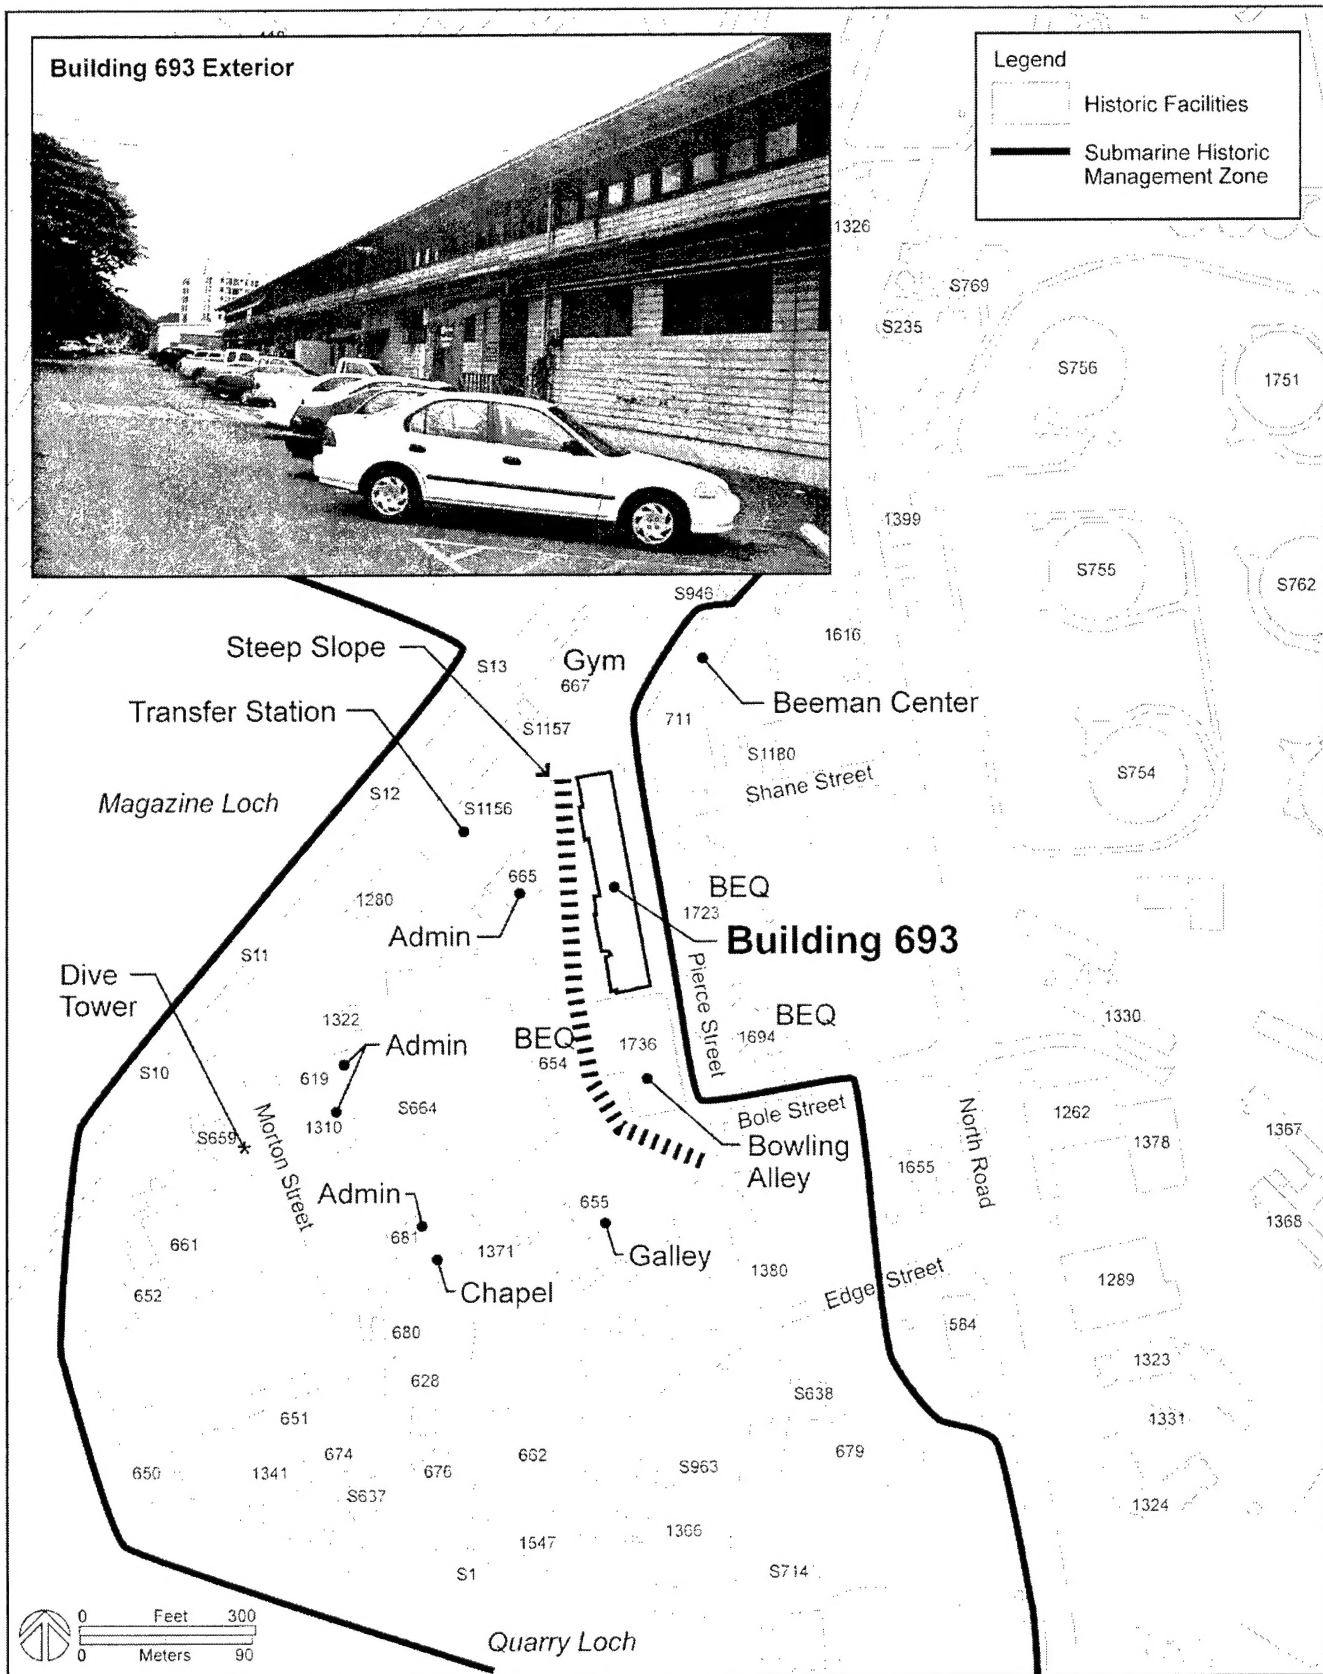 Building 693 Exterior
Legend
Historic Facilities
Submarine Historic
Management Zone
1326
S769
S235
S756
1751
1399
S755
S762
S946
1616
Steep Slope
S13
Gym
667
Beeman Center
Transfer Station
S1157
711
S1180
Shane Street
S754
Magazine Loch
S12
S1156
665
1280
Admin
BEQ
1723
Building 693
S11
Dive
Tower
Pierce Street
1322
Admin
BEQ
654
1736
1694
BEQ
1330
S10
619
S664
1310
S659
*
Morton Street
Bole Street
North Road
1262
1378
1367
Bowling
Alley
1655
Admin
681
655
1368
661
1371
Galley
1380
Edge Street
1289
652
Chapel
680
584
1323
628
S638
651
1331
674
662
679
650
1341
676
S963
S637
1324
1366
1547
S1
S714
0 Feet 300
0 Meters 90
Quarry Loch